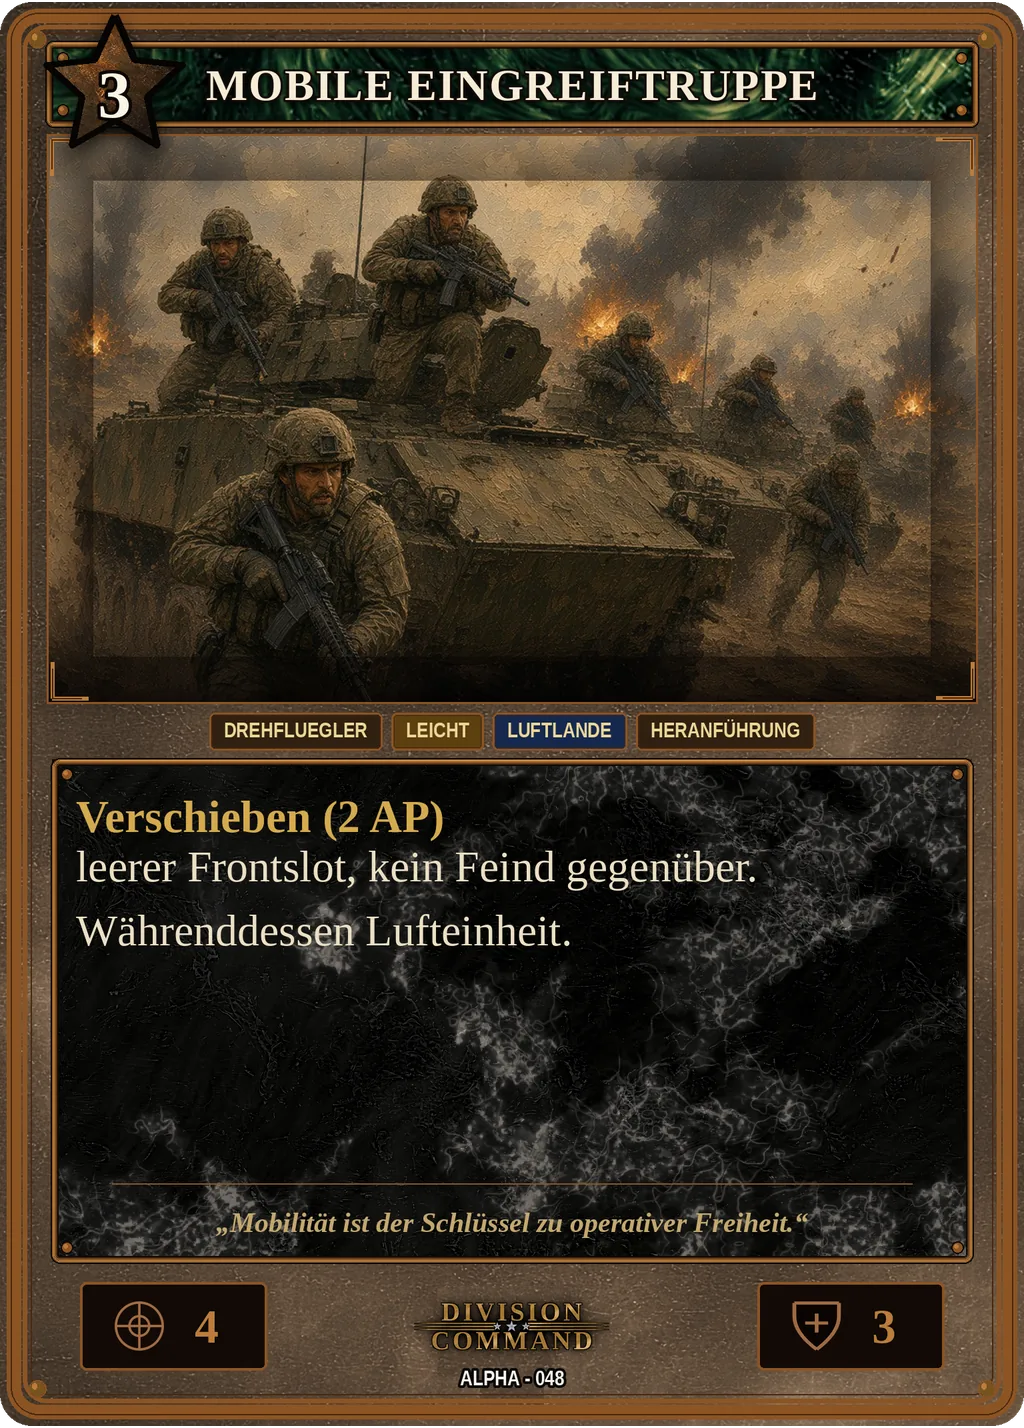 3
MOBILE EINGREIFTRUPPE
DREHFLUEGLER LEICHT LUFTLANDE HERANFÜHRUNG
Verschieben (2 AP)
leerer Frontslot, kein Feind gegenüber.
Währenddessen Lufteinheit.
„Mobilität ist der Schlüssel zu operativer Freiheit.“
4
DIVISION
COMMAND
3
ALPHA - 048